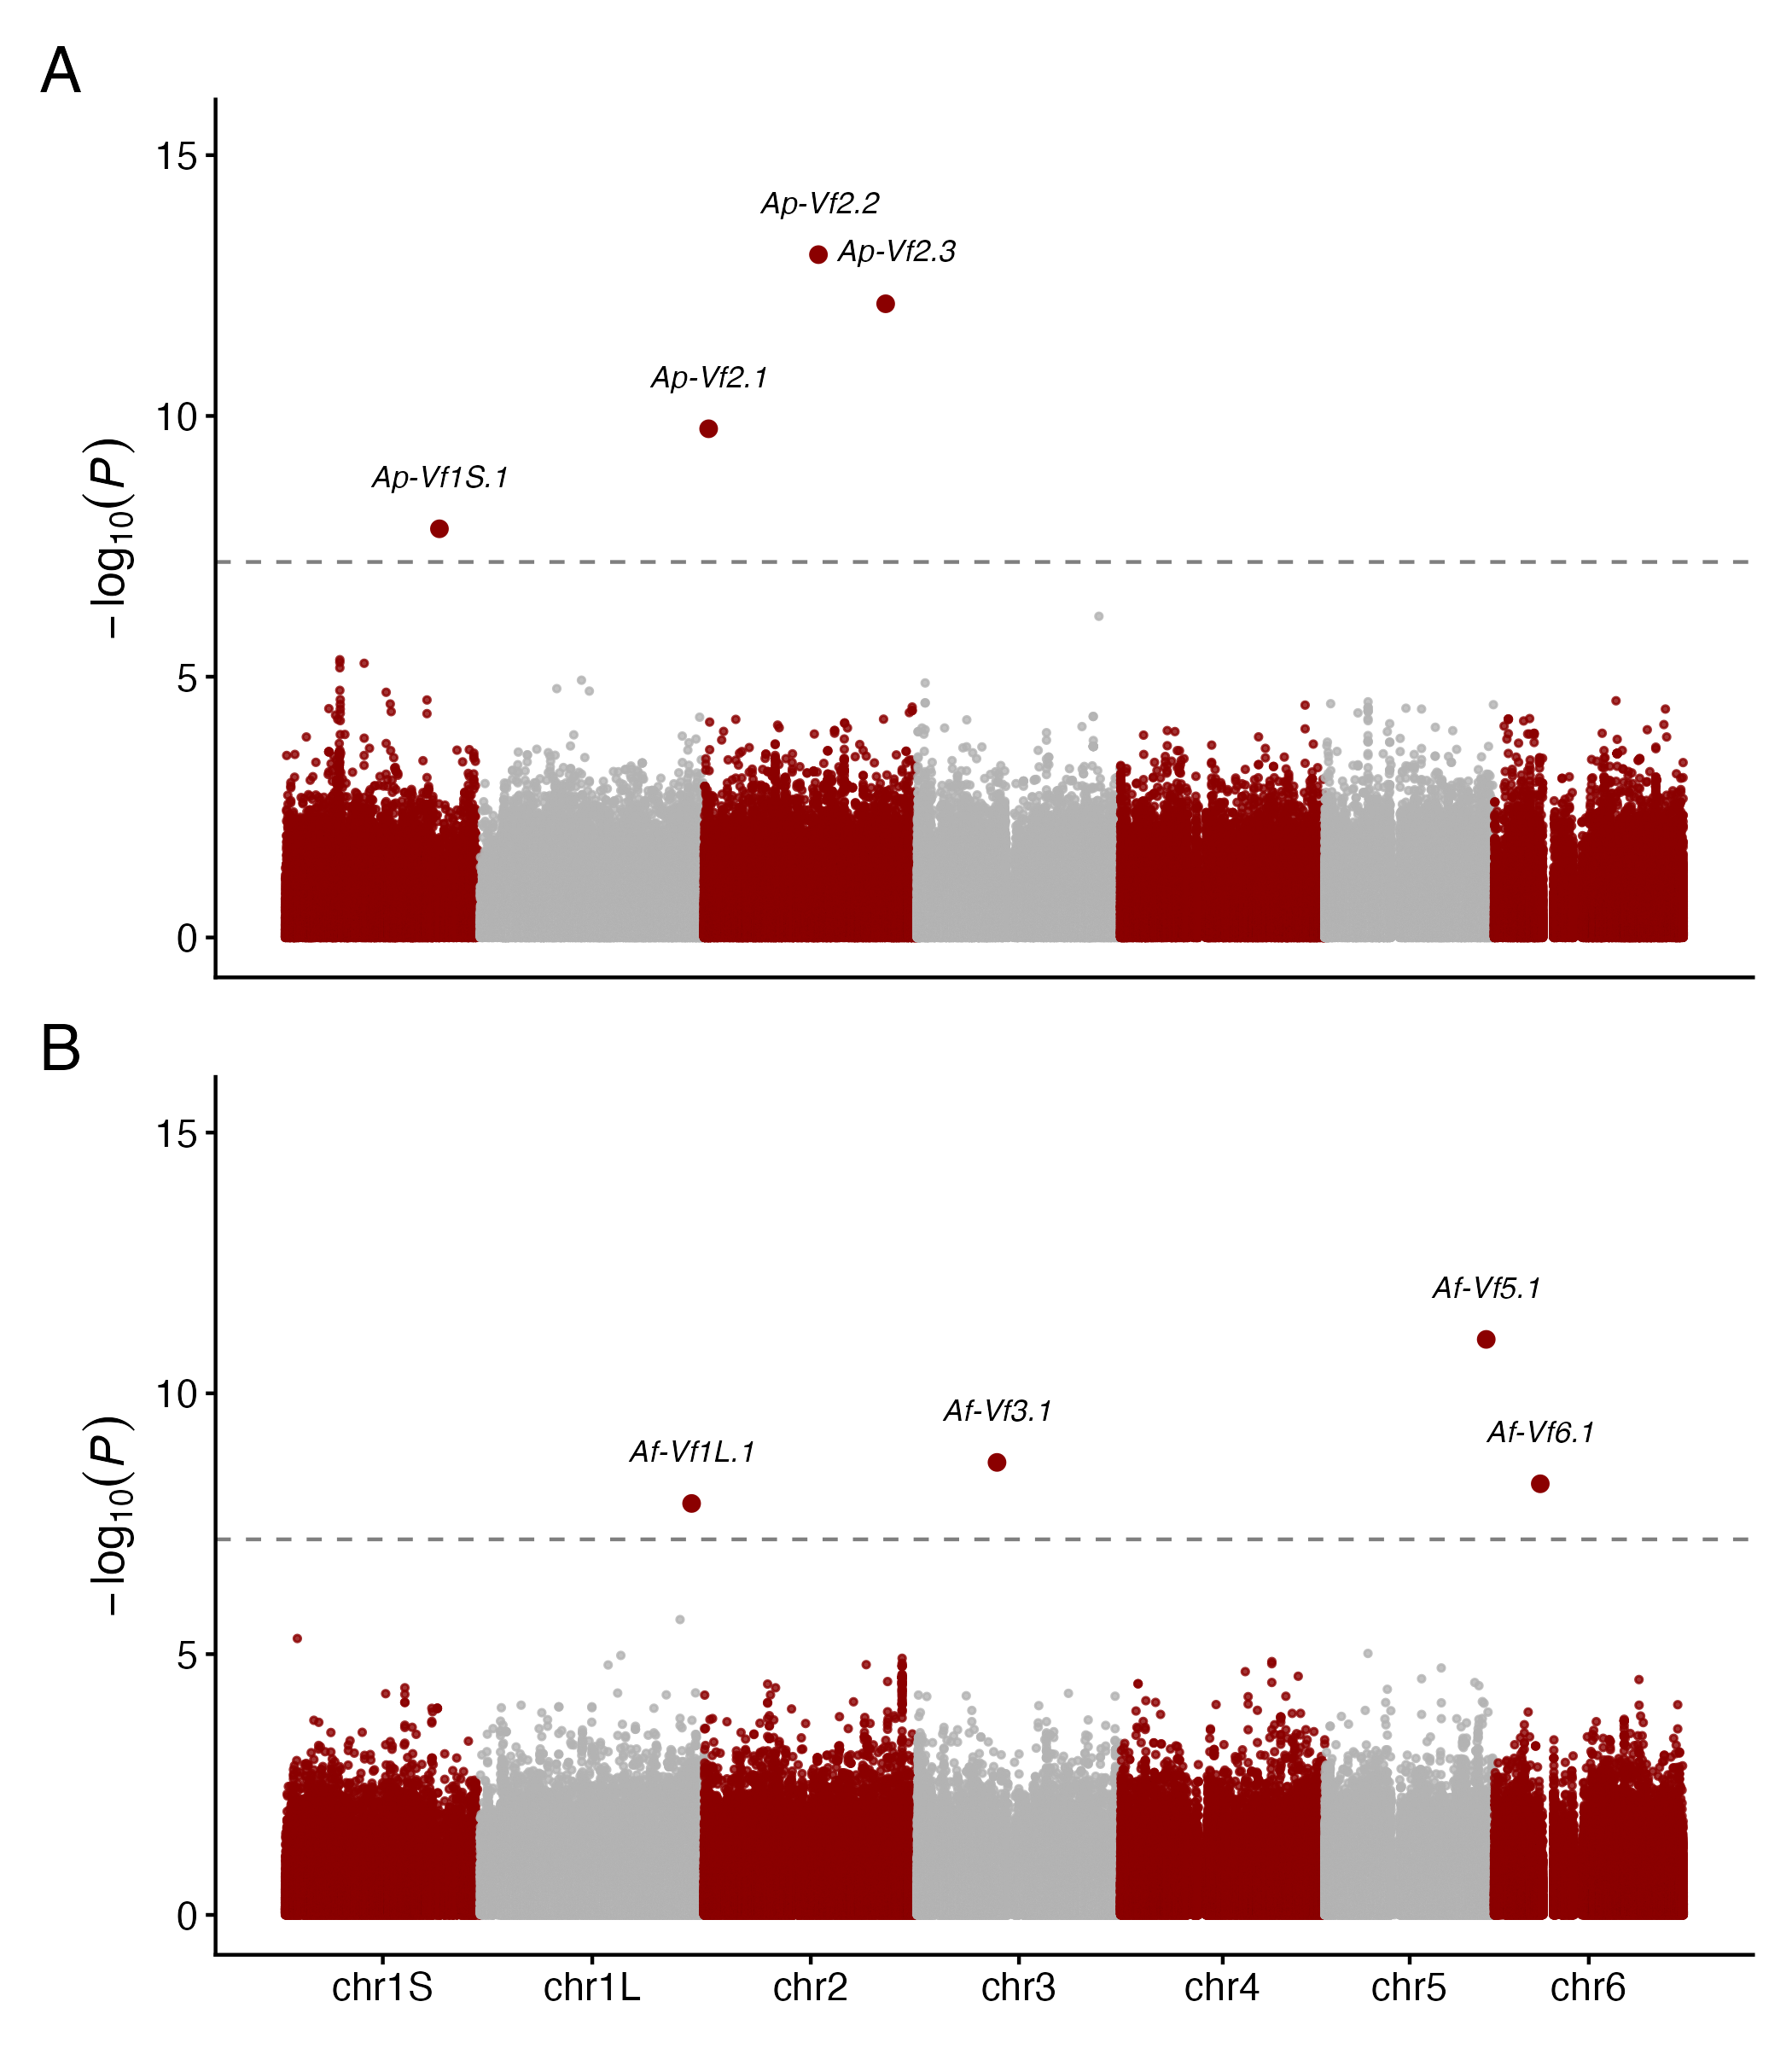 A
15
10
5
0
−log10(P)
Ap-Vf2.2
Ap-Vf2.3
Ap-Vf2.1
Ap-Vf1S.1
B
15
10
5
0
−log10(P)
Af-Vf5.1
Af-Vf3.1
Af-Vf6.1
Af-Vf1L.1
chr1S chr1L chr2 chr3 chr4 chr5 chr6